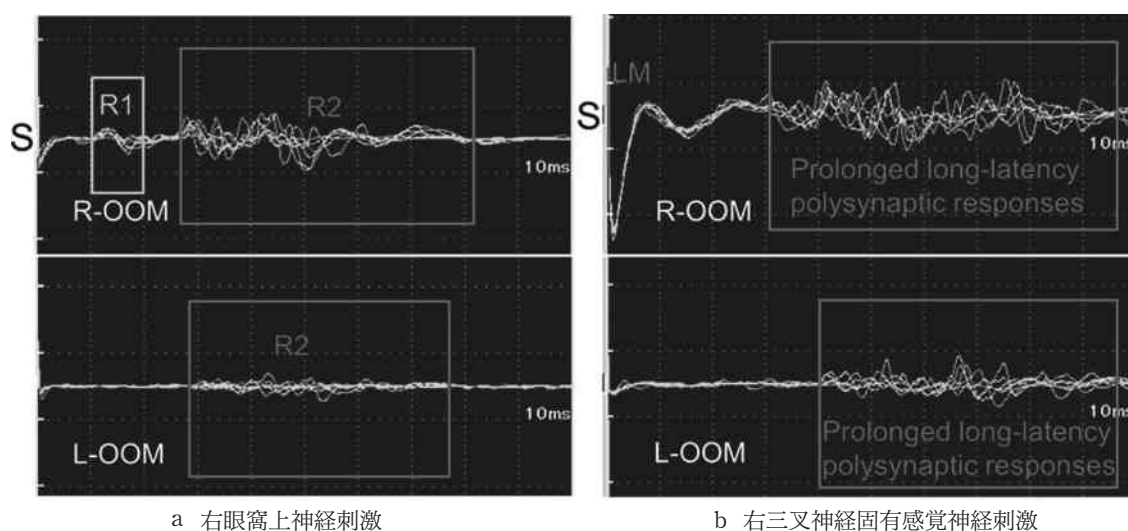 R1
R2
S
10ms
R-OOM
R2
10ms
L-OOM
LM
S
10ms
Prolonged long-latency
polysynaptic responses
R-OOM
10ms
Prolonged long-latency
polysynaptic responses
L-OOM
a 右眼窩上神経刺激
b 右三叉神経固有感覚神経刺激